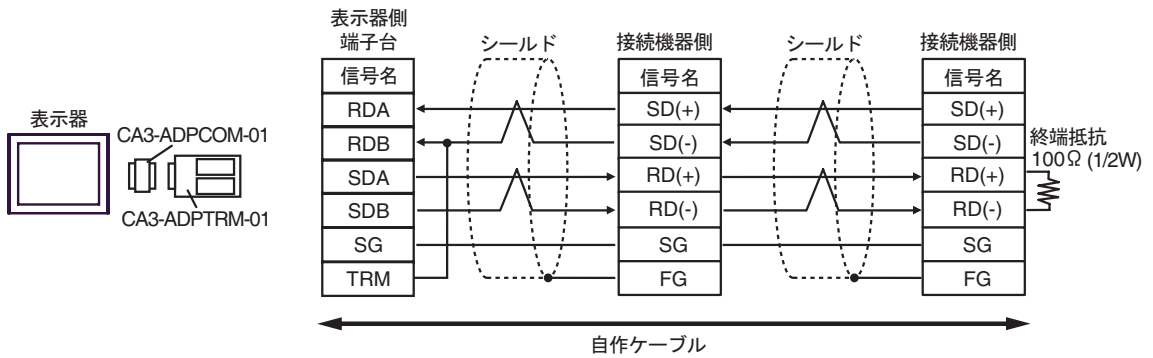 表示器
CA3-ADPCOM-01
CA3-ADPTRM-01
表示器側
端子台
信号名
RDA
RDB
SDA
SDB
SG
TRM
シールド
接続機器側
信号名
SD(+)
SD(-)
RD(+)
RD(-)
SG
FG
シールド
接続機器側
信号名
SD(+)
SD(-)
RD(+)
RD(-)
SG
FG
終端抵抗
100Ω (1/2W)
自作ケーブル